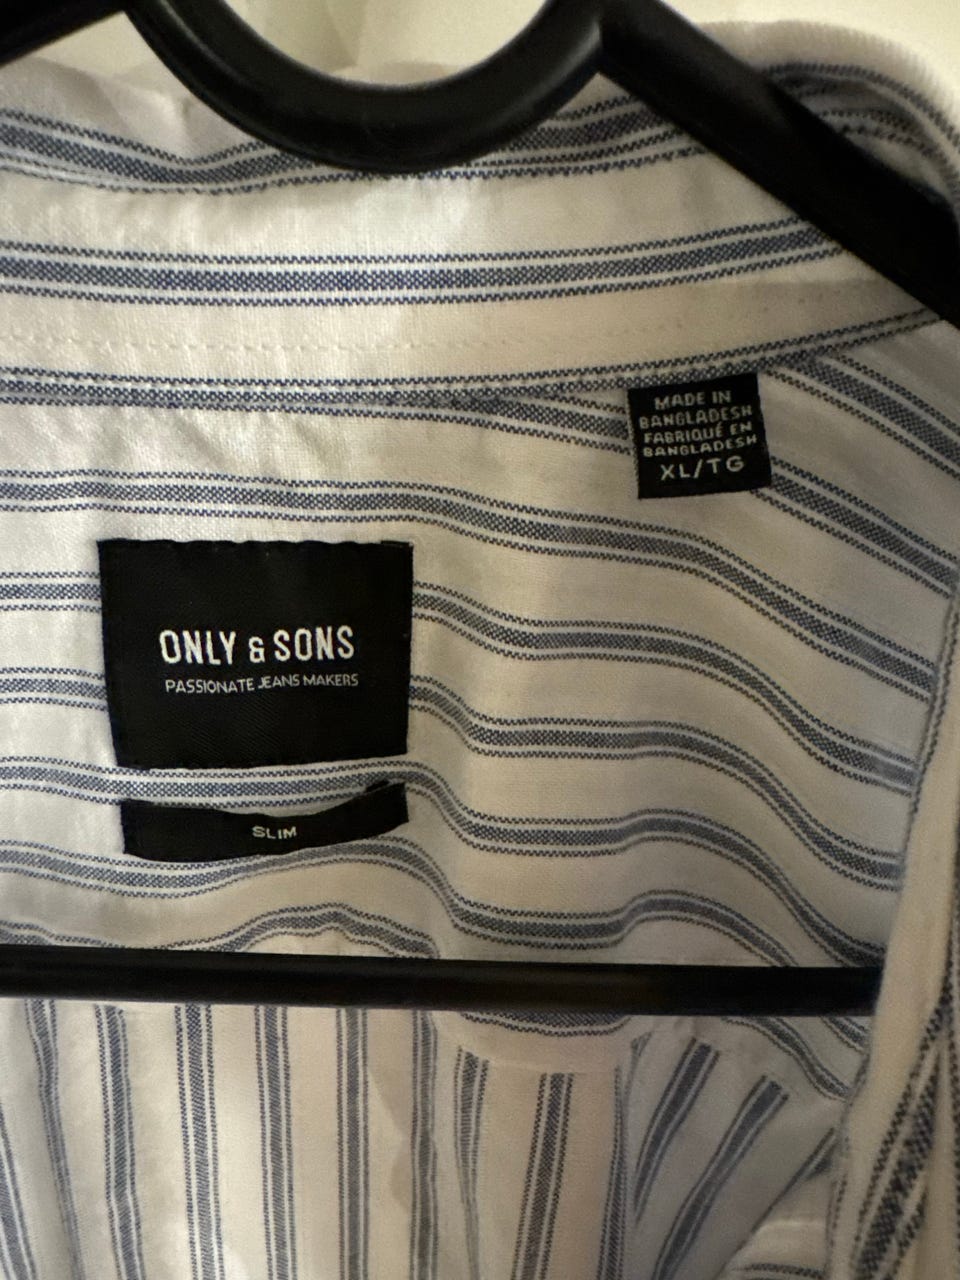 MADE IN
BANGLADESH
FABRIQUÉ EN
BANGLADESH
XL/TG
ONLY & SONS
PASSIONATE JEANS MAKERS
SLIM